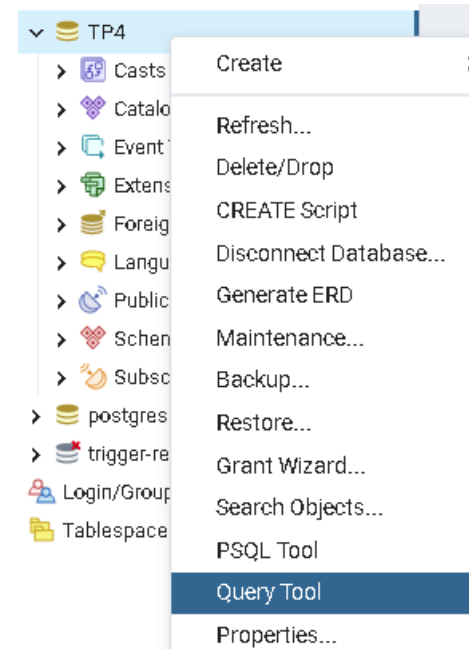 TP4
Casts
Create
Catalo
Event
Refresh...
Delete/Drop
Extens
CREATE Script
Foreig
Disconnect Database...
Langu
Generate ERD
Public
Maintenance...
Schem
Backup...
Subsc
postgres
Restore...
trigger-re
Grant Wizard...
Login/Group
Search Objects...
Tablespace
PSQL Tool
Query Tool
Properties...